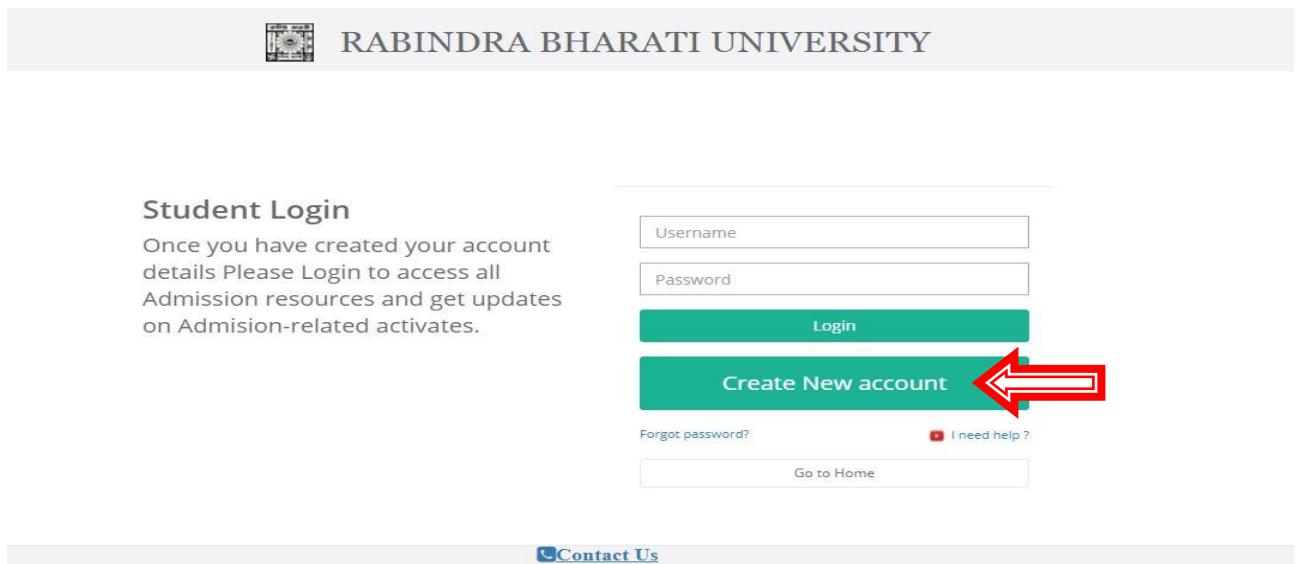 RABINDRA BHARATI UNIVERSITY
Student Login
Once you have created your account
details Please Login to access all
Admission resources and get updates
on Admision-related activates.
Username
Password
Login
Create New account
Forgot password?
I need help ?
Go to Home
Contact Us